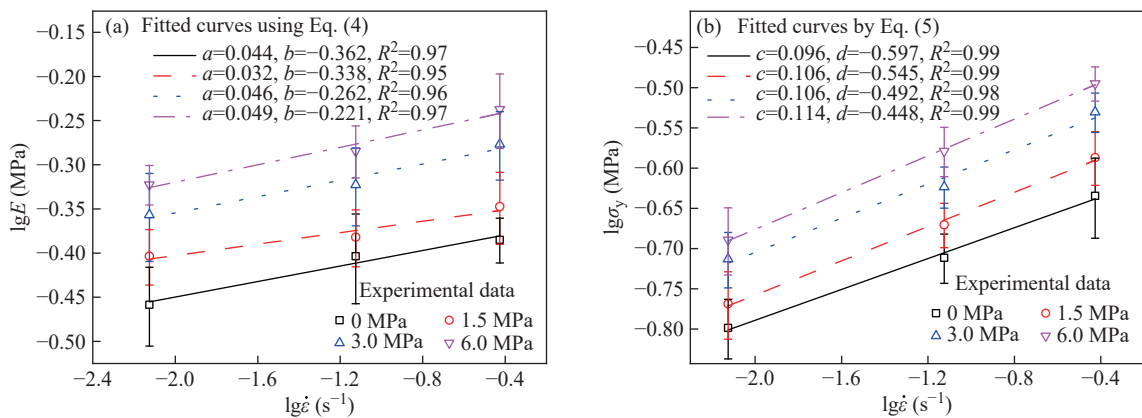 (a) Fitted curves using Eq. (4)
a=0.044, b=−0.362, R²=0.97
a=0.032, b=−0.338, R²=0.95
a=0.046, b=−0.262, R²=0.96
a=0.049, b=−0.221, R²=0.97
−0.15
−0.20
−0.25
−0.30
−0.35
−0.40
−0.45
−0.50
lgE (MPa)
Experimental data
0 MPa 1.5 MPa
3.0 MPa 6.0 MPa
−2.4 −2.0 −1.6 −1.2 −0.8 −0.4
lgε̇ (s⁻¹)
(b) Fitted curves by Eq. (5)
c=0.096, d=−0.597, R²=0.99
c=0.106, d=−0.545, R²=0.99
c=0.106, d=−0.492, R²=0.98
c=0.114, d=−0.448, R²=0.99
−0.45
−0.50
−0.55
−0.60
−0.65
−0.70
−0.75
−0.80
lgσy (MPa)
Experimental data
0 MPa 1.5 MPa
3.0 MPa 6.0 MPa
−2.4 −2.0 −1.6 −1.2 −0.8 −0.4
lgε̇ (s⁻¹)